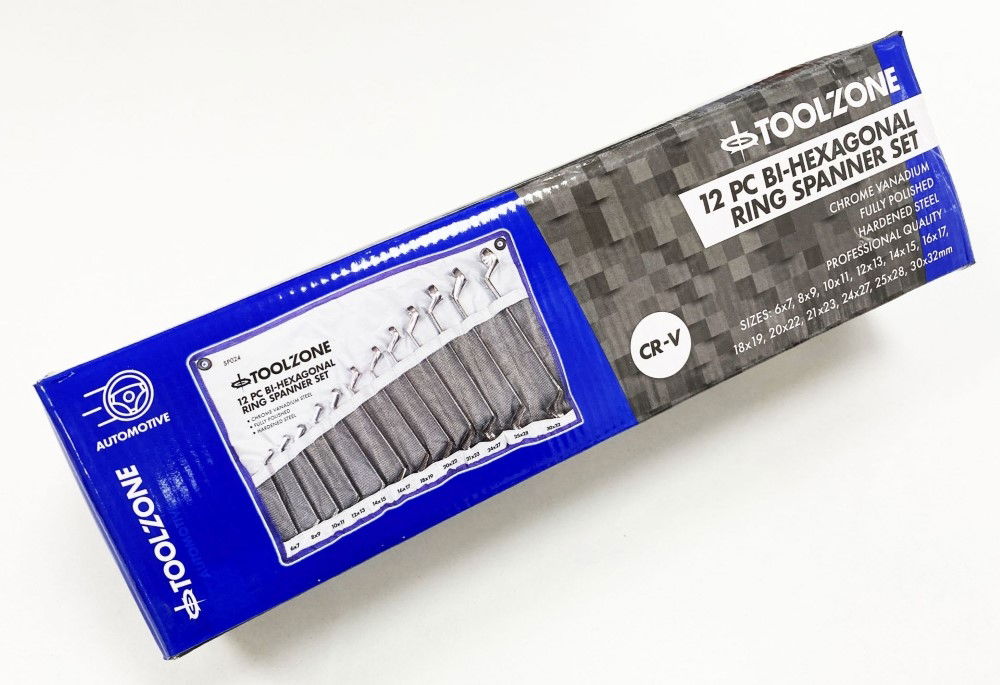 TOOLZONE
12 PC BI-HEXAGONAL
RING SPANNER SET
CHROME VANADIUM
FULLY POLISHED
HARDENED STEEL
PROFESSIONAL QUALITY
SIZES: 6x7, 8x9, 10x11, 12x13, 14x15, 16x17,
18x19, 20x22, 21x23, 24x27, 25x28, 30x32mm
CR-V
SP024
TOOLZONE
12 PC BI-HEXAGONAL
RING SPANNER SET
• CHROME VANADIUM STEEL
• FULLY POLISHED
• HARDENED STEEL
6x7 8x9 10x11 12x13 14x15 16x17 18x19 20x22 21x23 24x27 25x28 30x32
AUTOMOTIVE
TOOLZONE